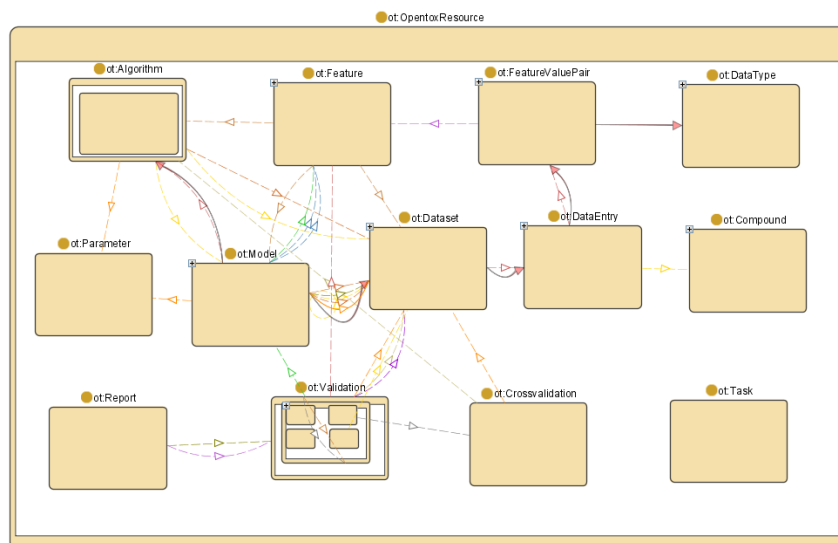 ot:OpentoxResource
ot:Algorithm
ot:Feature
ot:FeatureValuePair
ot:DataType
ot:Parameter
ot:Model
ot:Dataset
ot:DataEntry
ot:Compound
ot:Report
ot:Validation
ot:Crossvalidation
ot:Task